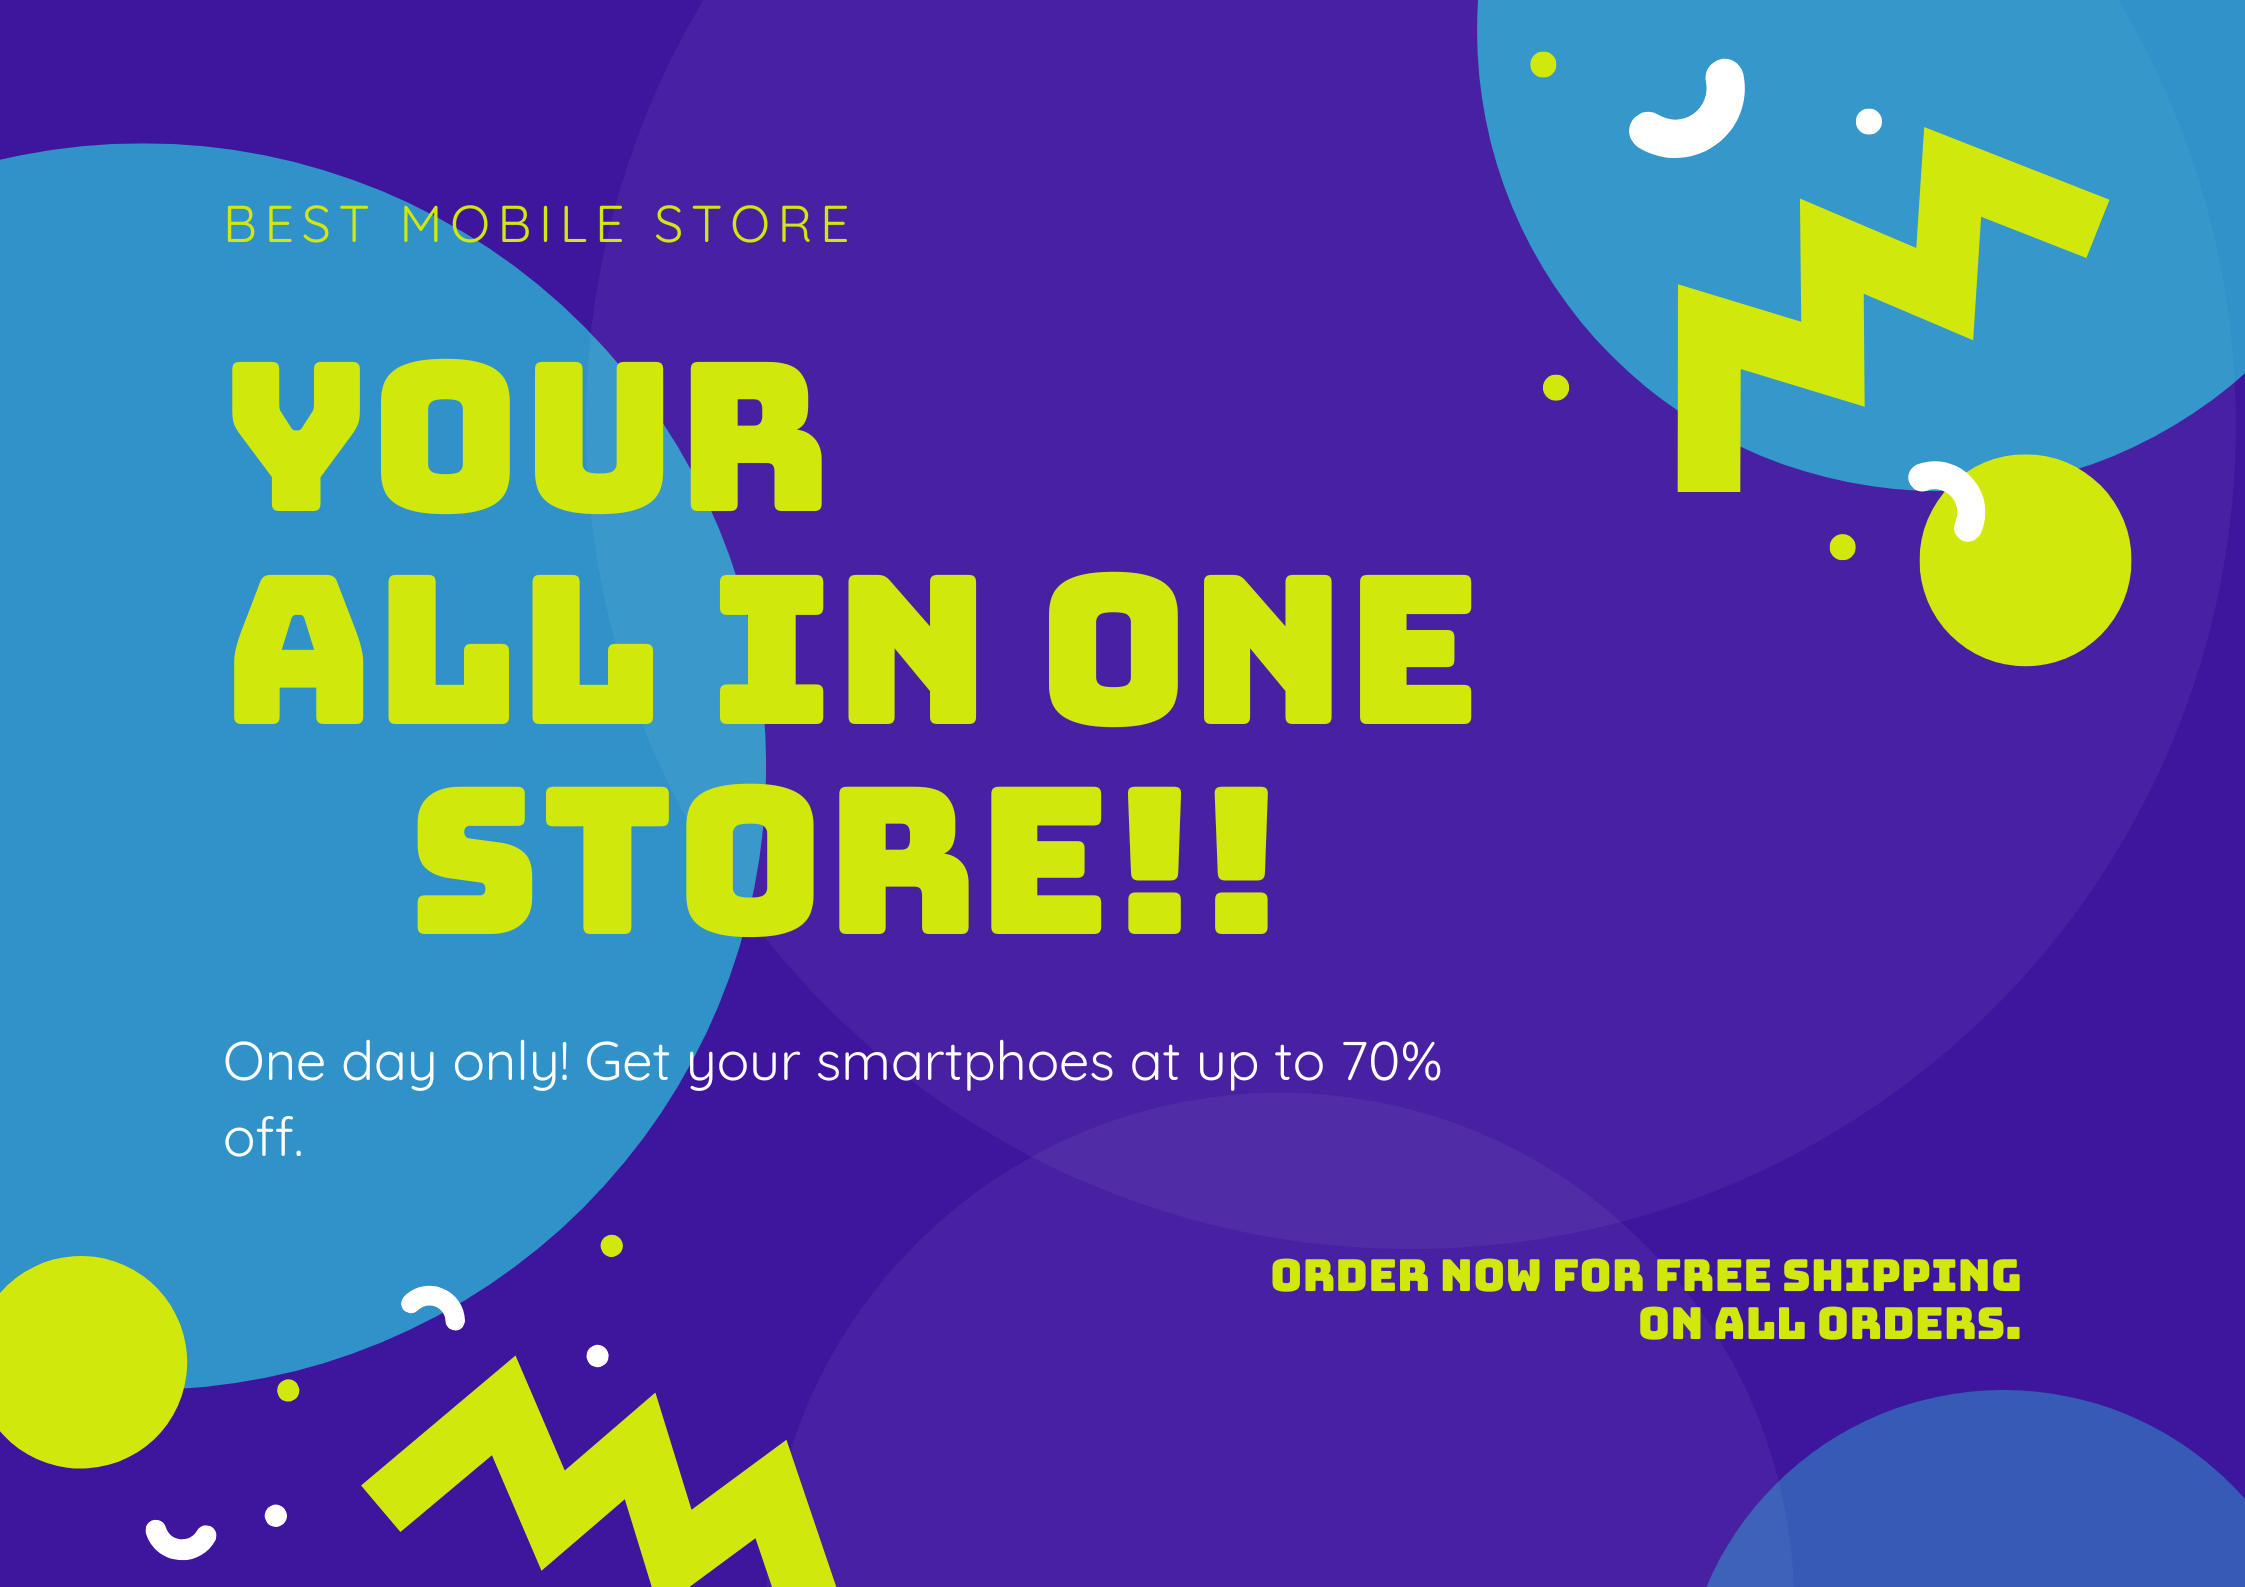 BEST MOBILE STORE
YOUR
ALL IN ONE
STORE!!
One day only! Get your smartphoes at up to 70%
off.
ORDER NOW FOR FREE SHIPPING
ON ALL ORDERS.